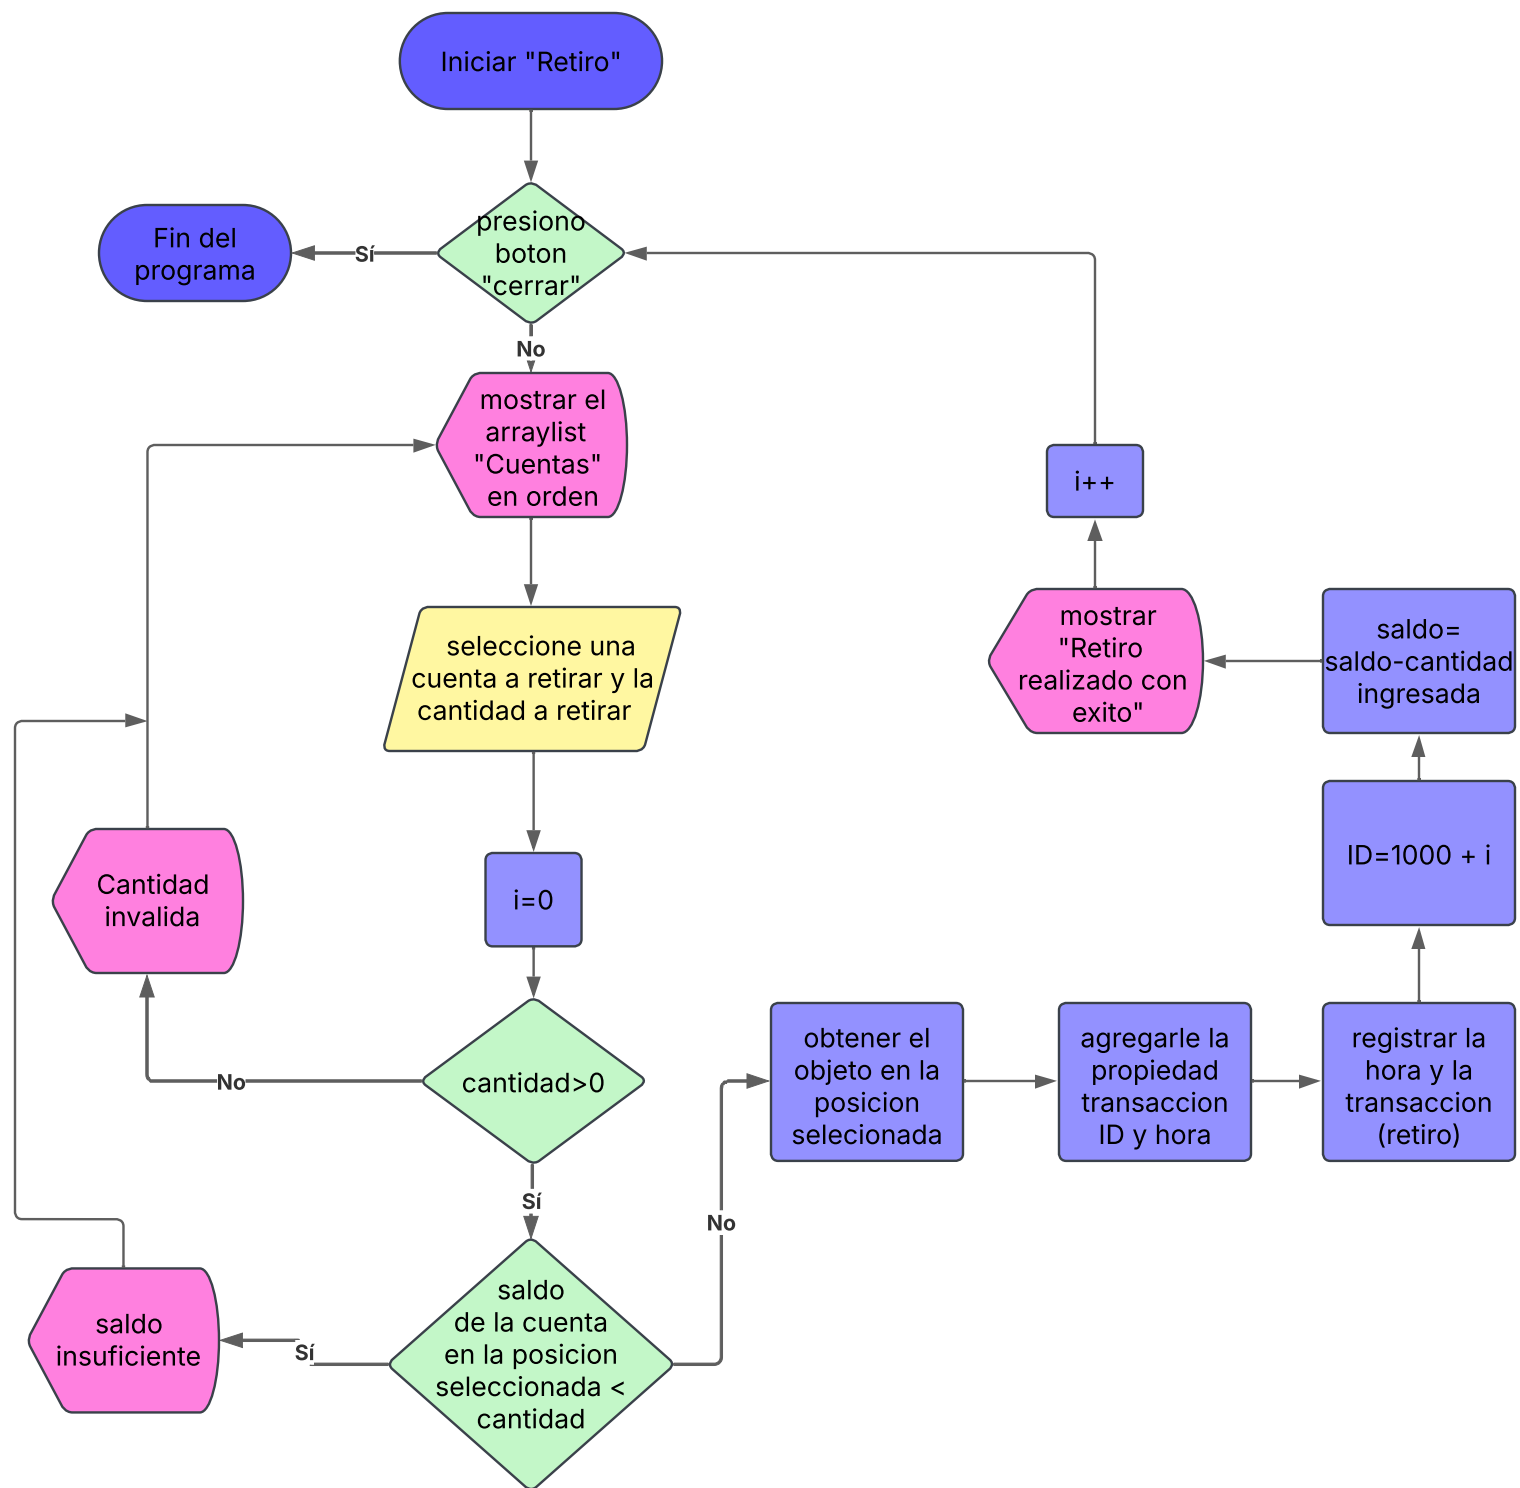 Iniciar "Retiro"
presiono
boton
"cerrar"
Sí
Fin del
programa
No
mostrar el
arraylist
"Cuentas"
en orden
seleccione una
cuenta a retirar y la
cantidad a retirar
i=0
cantidad>0
No
Cantidad
invalida
Sí
saldo
de la cuenta
en la posicion
seleccionada <
cantidad
Sí
saldo
insuficiente
No
obtener el
objeto en la
posicion
selecionada
agregarle la
propiedad
transaccion
ID y hora
registrar la
hora y la
transaccion
(retiro)
ID=1000 + i
saldo=
saldo-cantidad
ingresada
mostrar
"Retiro
realizado con
exito"
i++